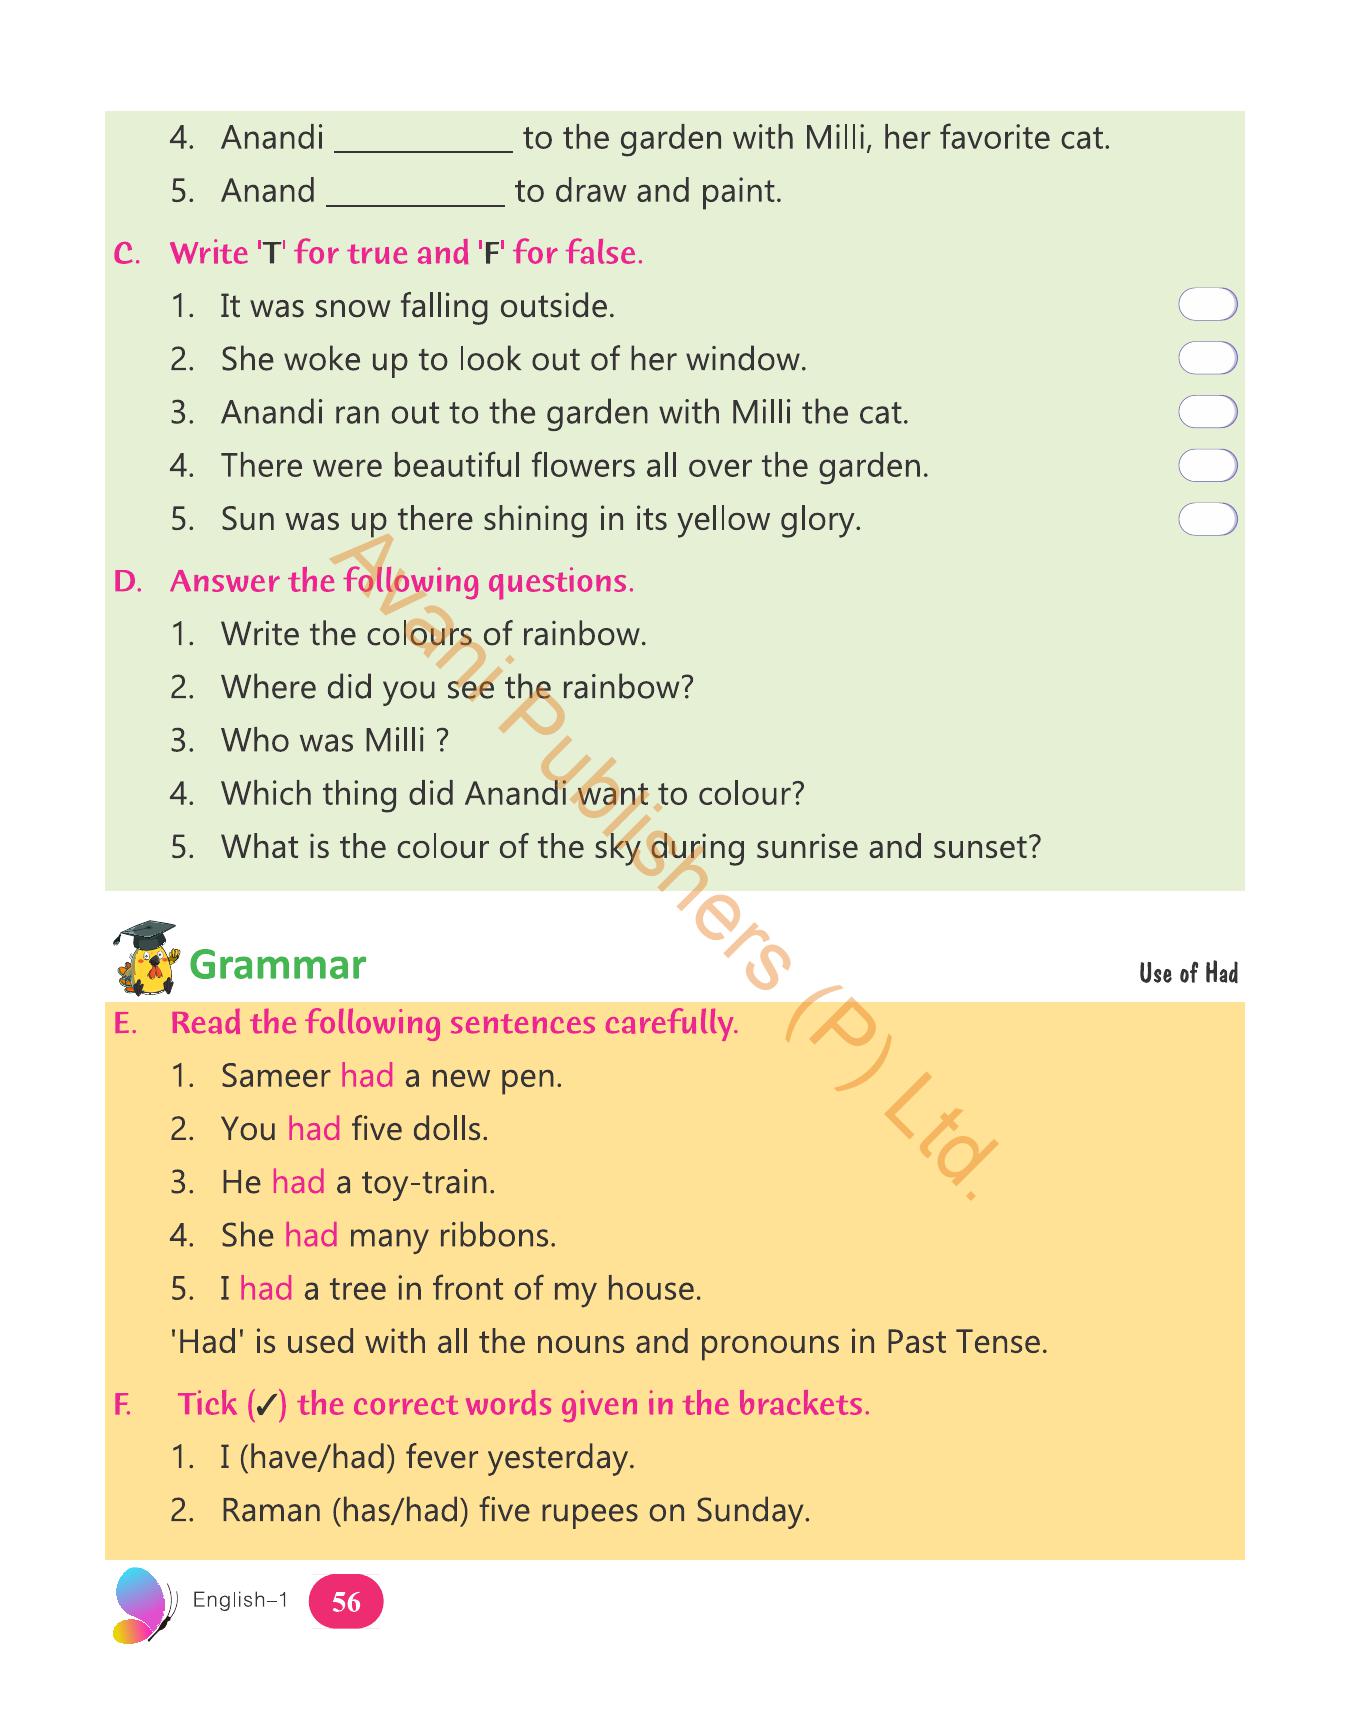 4. Anandi __________ to the garden with Milli, her favorite cat.
5. Anand __________ to draw and paint.
C. Write 'T' for true and 'F' for false.
1. It was snow falling outside.
2. She woke up to look out of her window.
3. Anandi ran out to the garden with Milli the cat.
4. There were beautiful flowers all over the garden.
5. Sun was up there shining in its yellow glory.
D. Answer the following questions.
1. Write the colours of rainbow.
2. Where did you see the rainbow?
3. Who was Milli ?
4. Which thing did Anandi want to colour?
5. What is the colour of the sky during sunrise and sunset?
Avani Publishers (P) Ltd.
Grammar
Use of Had
E. Read the following sentences carefully.
1. Sameer had a new pen.
2. You had five dolls.
3. He had a toy-train.
4. She had many ribbons.
5. I had a tree in front of my house.
'Had' is used with all the nouns and pronouns in Past Tense.
F. Tick (✓) the correct words given in the brackets.
1. I (have/had) fever yesterday.
2. Raman (has/had) five rupees on Sunday.
English–1 56